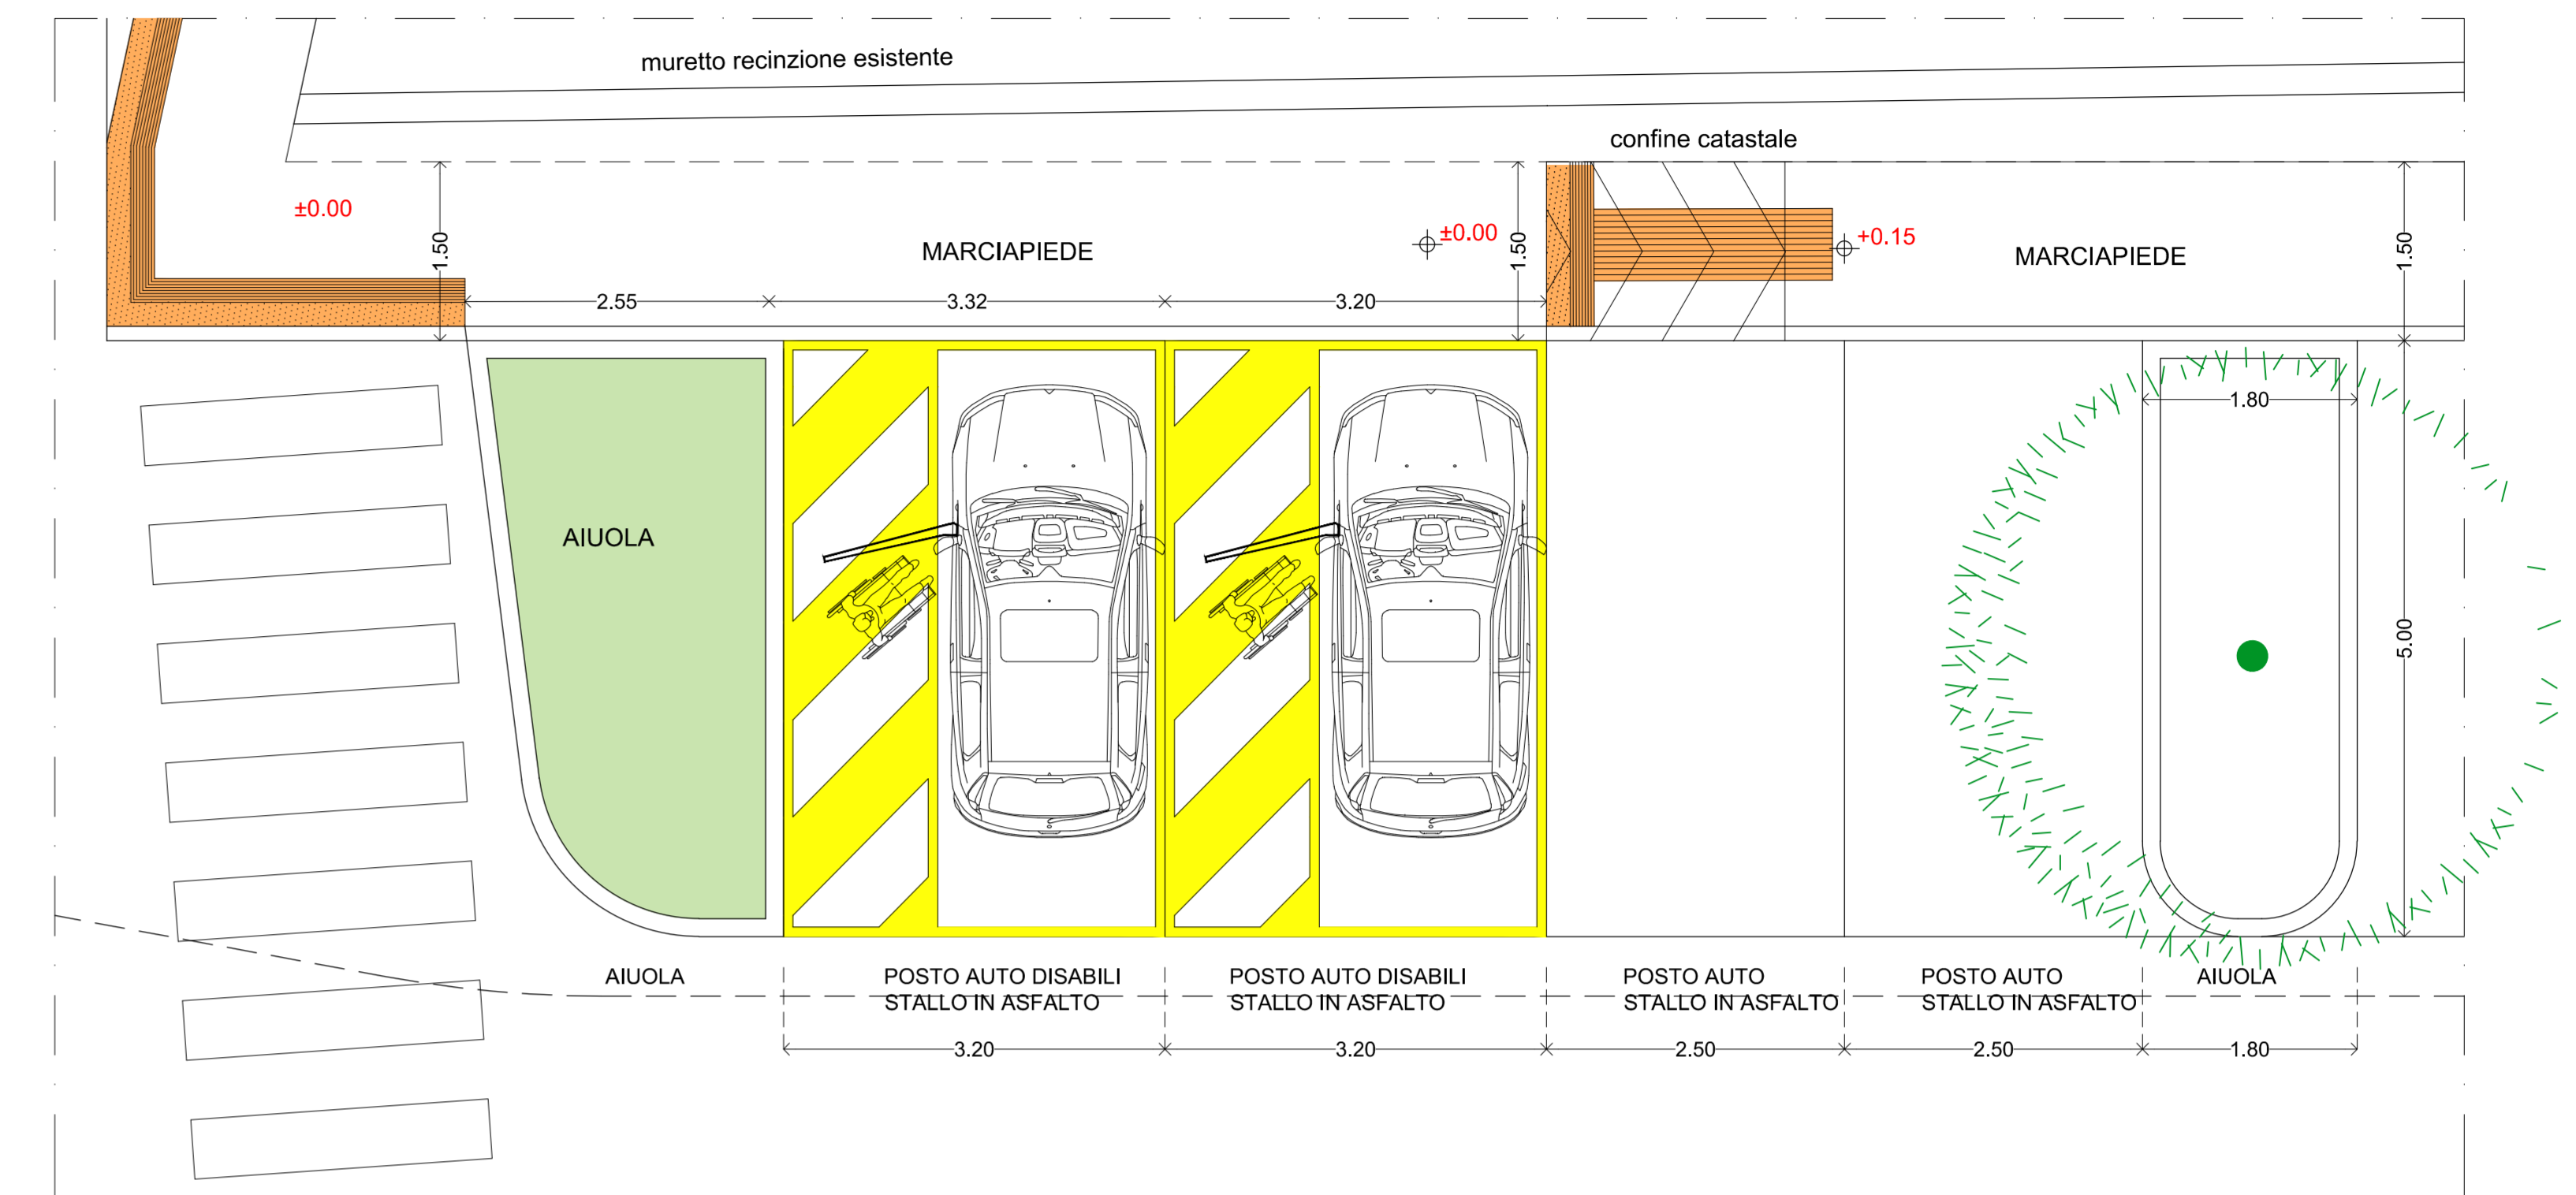 muretto recinzione esistente
confine catastale
±0.00
1.50
MARCIAPIEDE
±0.00
1.50
+0.15
MARCIAPIEDE
1.50
2.55
3.32
3.20
1.80
AIUOLA
5.00
AIUOLA
POSTO AUTO DISABILI
STALLO IN ASFALTO
POSTO AUTO DISABILI
STALLO IN ASFALTO
POSTO AUTO
STALLO IN ASFALTO
POSTO AUTO
STALLO IN ASFALTO
AIUOLA
3.20
3.20
2.50
2.50
1.80